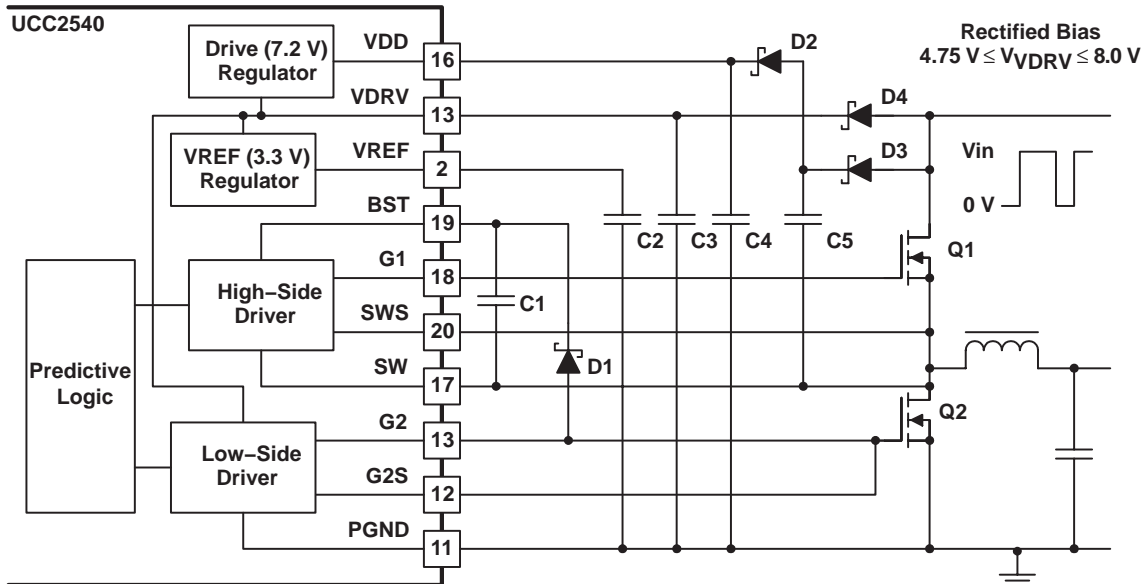 UCC2540
Drive (7.2 V)
Regulator
VDD
16
D2
Rectified Bias
4.75 V ≤ VVDRV ≤ 8.0 V
VDRV
13
D4
VREF (3.3 V)
Regulator
VREF
2
D3
Vin
0 V
BST
19
C2
C3
C4
C5
Q1
G1
18
High−Side
Driver
C1
SWS
20
Predictive
Logic
SW
17
D1
G2
13
Q2
Low−Side
Driver
G2S
12
PGND
11